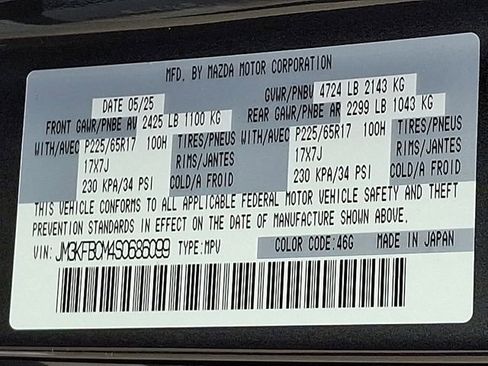 MFD. BY MAZDA MOTOR CORPORATION
DATE 05/25 GVWR/PNBV 4724 LB 2143 KG
FRONT GAWR/PNBE AV 2425 LB 1100 KG REAR GAWR/PNBE AR 2299 LB 1043 KG
WITH/AVEC P225/65R17 100H TIRES/PNEUS WITH/AVEC P225/65R17 100H TIRES/PNEUS
17X7J RIMS/JANTES 17X7J RIMS/JANTES
230 KPA/34 PSI COLD/A FROID 230 KPA/34 PSI COLD/A FROID
THIS VEHICLE CONFORMS TO ALL APPLICABLE FEDERAL MOTOR VEHICLE SAFETY AND THEFT
PREVENTION STANDARDS IN EFFECT ON THE DATE OF MANUFACTURE SHOWN ABOVE.
VIN: JM3KFBCM4S0686099 TYPE:MPV COLOR CODE:46G MADE IN JAPAN